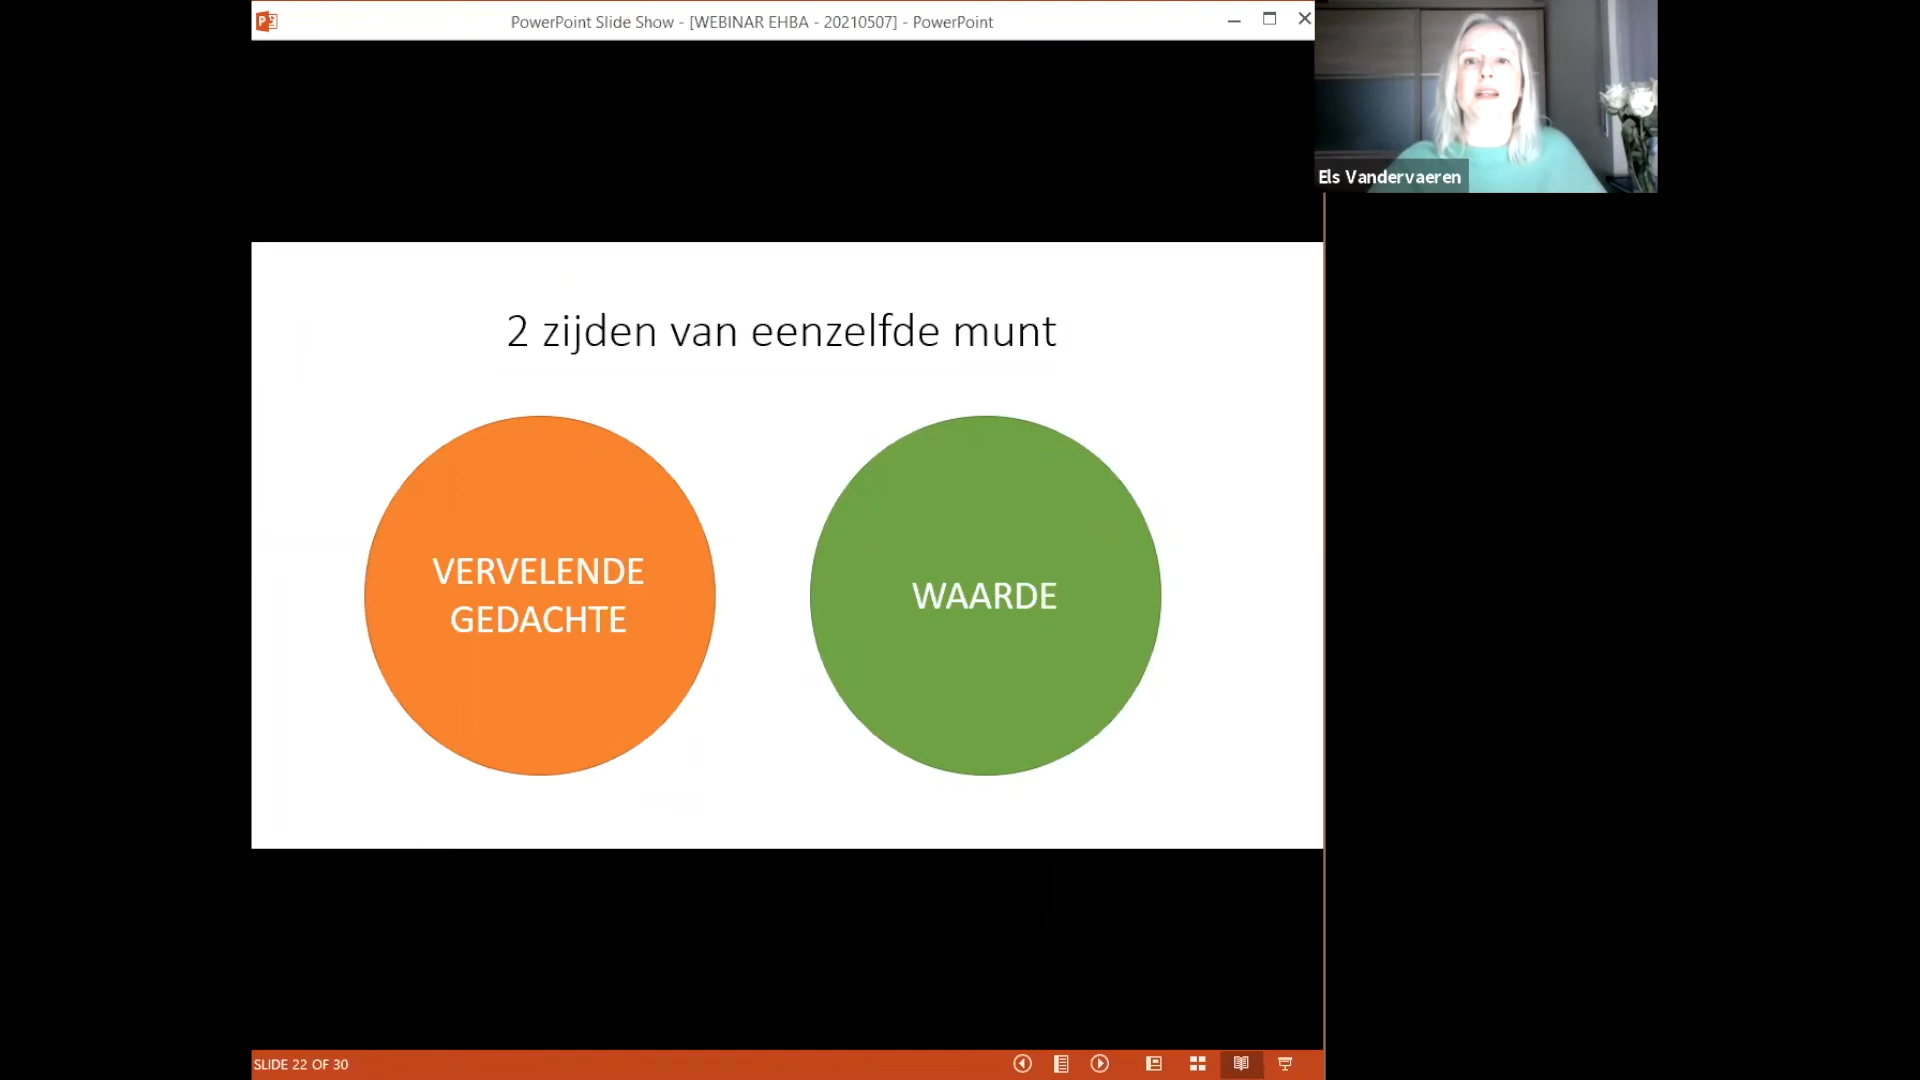 PowerPoint Slide Show - [WEBINAR EHBA - 20210507] - PowerPoint
Els Vandervaeren
2 zijden van eenzelfde munt
VERVELENDE
GEDACHTE
WAARDE
SLIDE 22 OF 30